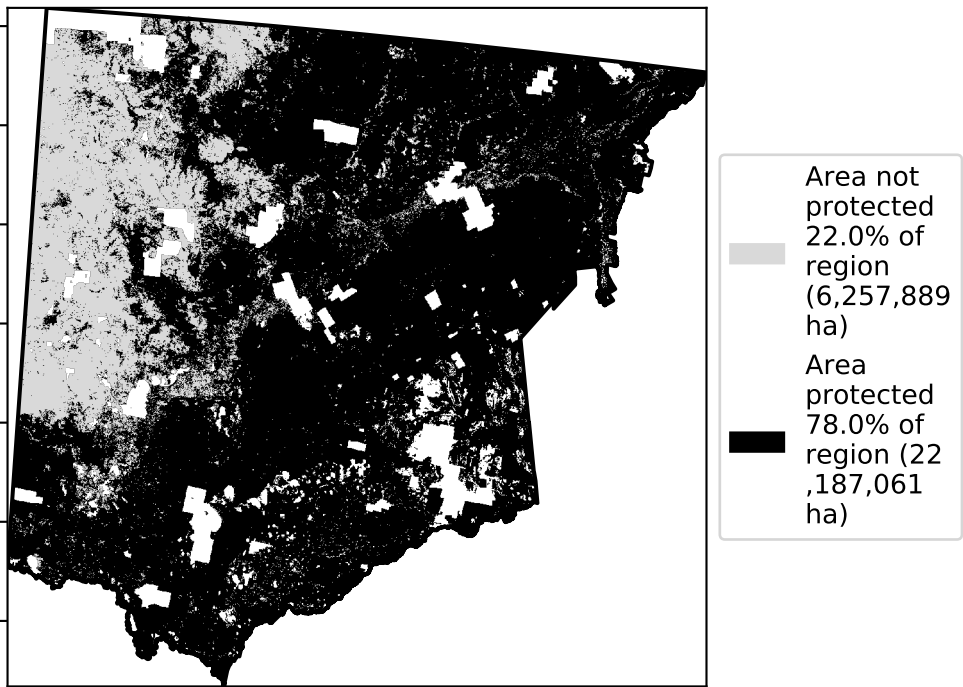 Area not
protected
22.0% of
region
(6,257,889
ha)
Area
protected
78.0% of
region (22
,187,061
ha)